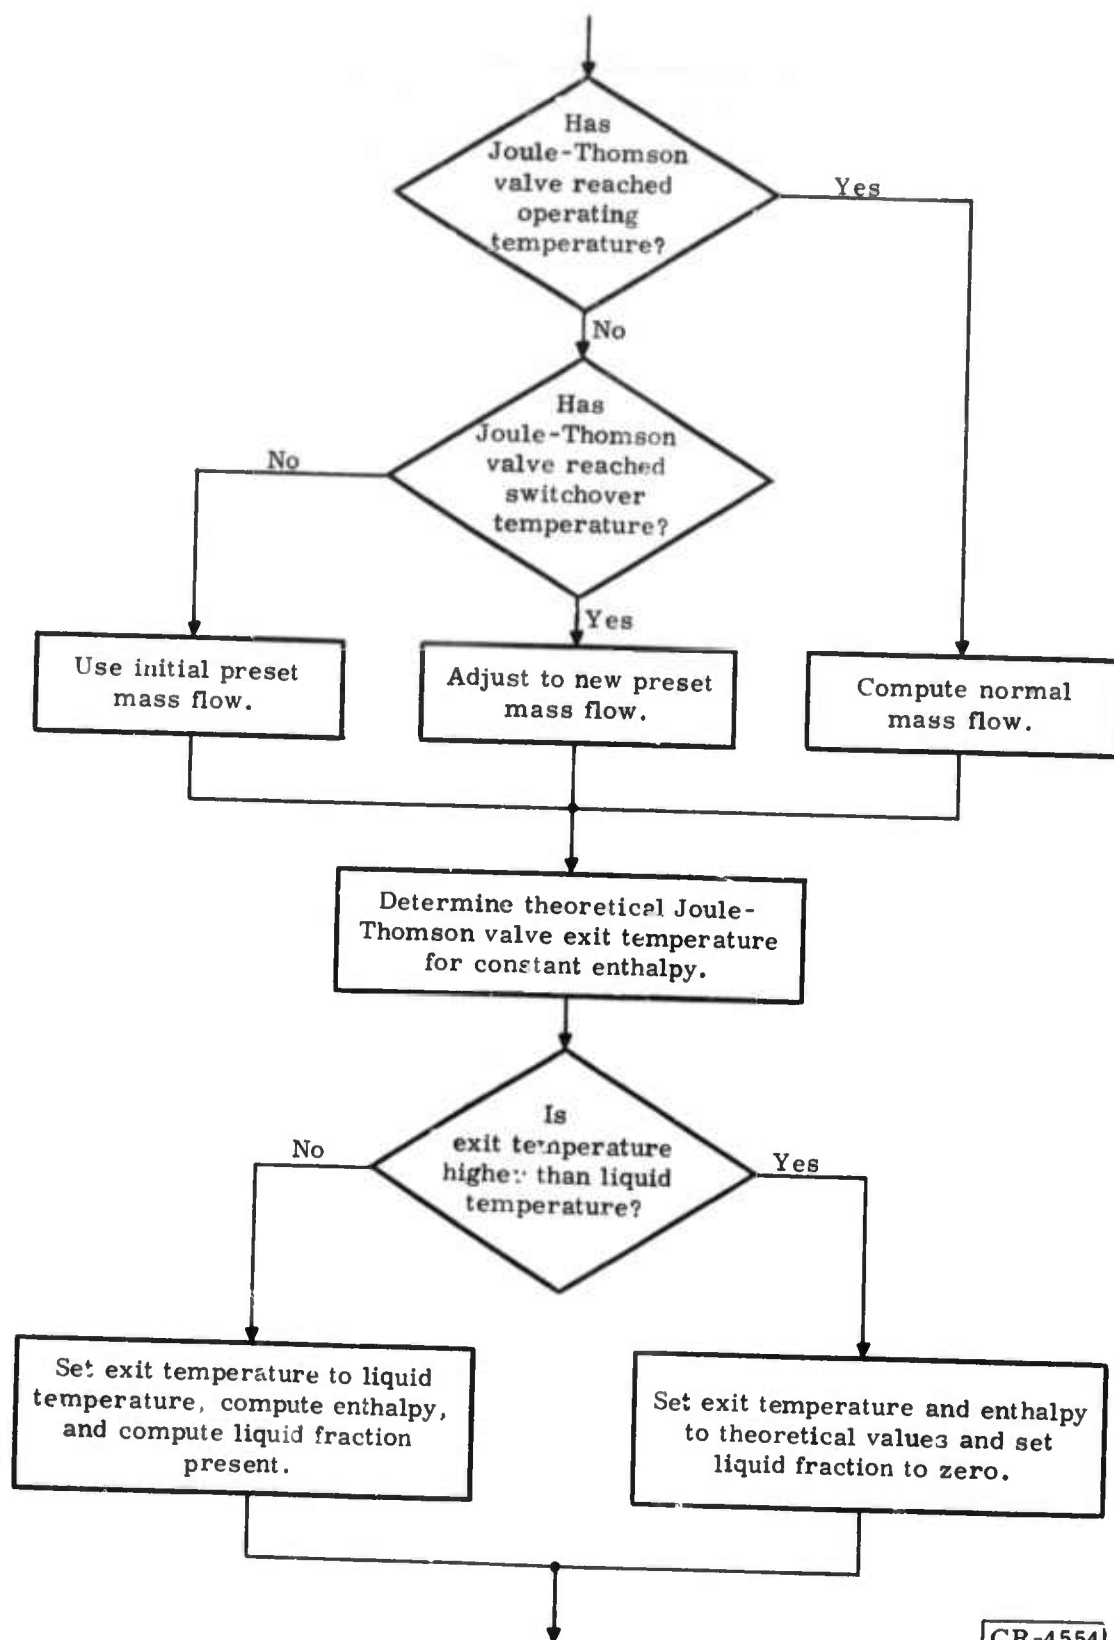 Has
Joule-Thomson
valve reached
operating
temperature?
Yes
No
Has
Joule-Thomson
valve reached
switchover
temperature?
No
Yes
Use initial preset
mass flow.
Adjust to new preset
mass flow.
Compute normal
mass flow.
Determine theoretical Joule-
Thomson valve exit temperature
for constant enthalpy.
Is
exit temperature
higher than liquid
temperature?
No
Yes
Set exit temperature to liquid
temperature, compute enthalpy,
and compute liquid fraction
present.
Set exit temperature and enthalpy
to theoretical values and set
liquid fraction to zero.
CR-4554